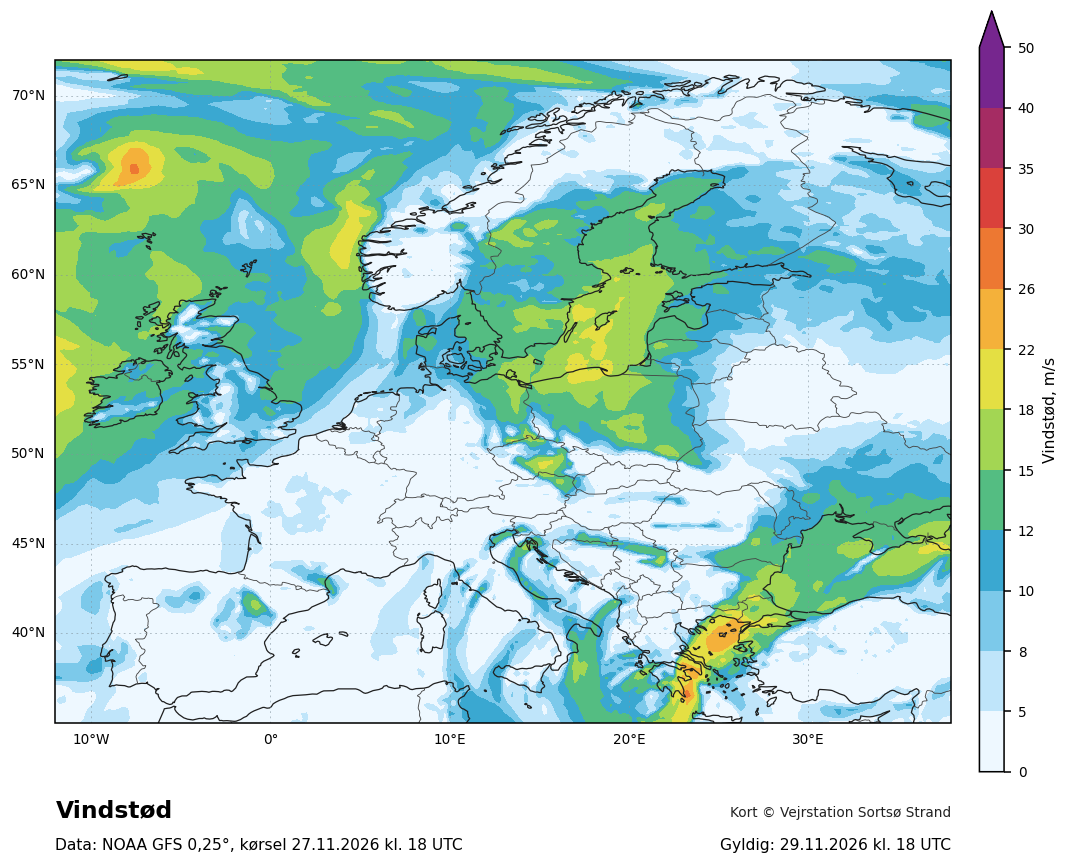 70°N
65°N
60°N
55°N
50°N
45°N
40°N
10°W
0°
10°E
20°E
30°E
50
40
35
30
26
22
18
15
12
10
8
5
0
Vindstød, m/s
Vindstød
Kort © Vejrstation Sortsø Strand
Data: NOAA GFS 0,25°, kørsel 27.11.2026 kl. 18 UTC
Gyldig: 29.11.2026 kl. 18 UTC